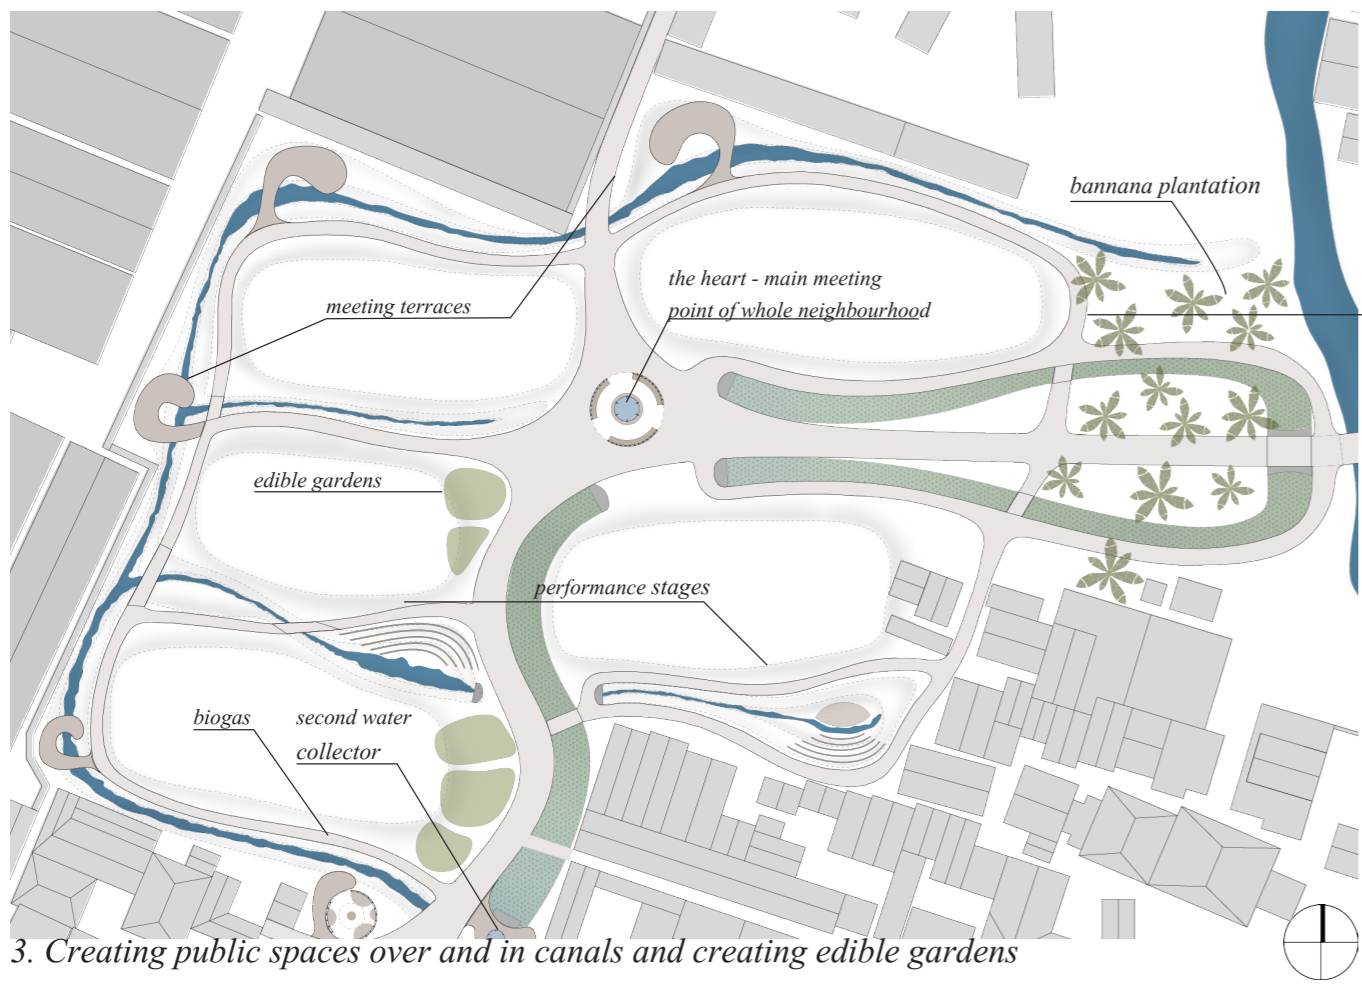 bannana plantation
the heart - main meeting
point of whole neighbourhood
meeting terraces
edible gardens
performance stages
biogas
second water
collector
3. Creating public spaces over and in canals and creating edible gardens